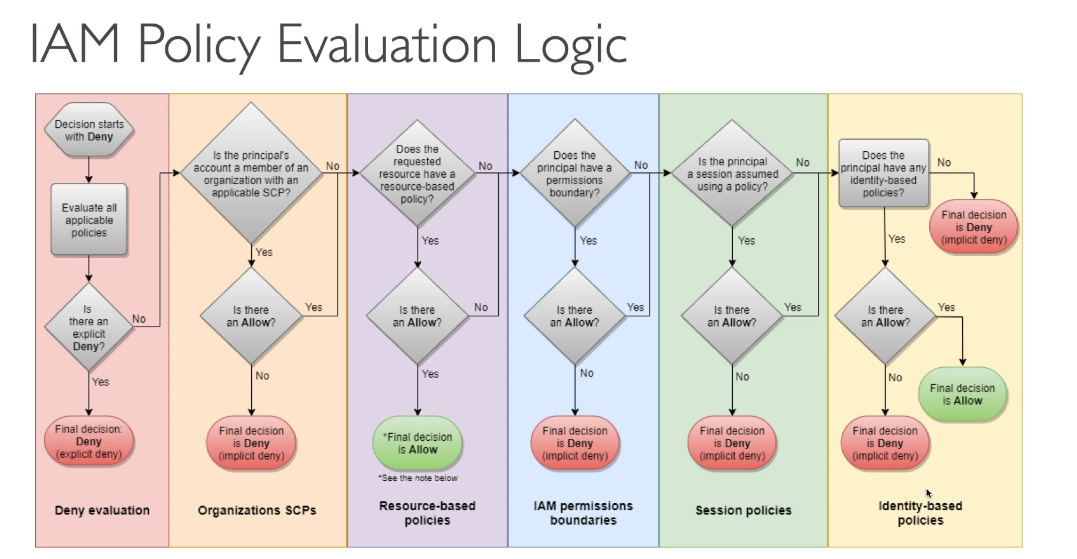 IAM Policy Evaluation Logic
Decision starts
with Deny
Evaluate all
applicable
policies
Is
there an
explicit
Deny?
No
Yes
Final decision:
Deny
(explicit deny)
Deny evaluation
Is the principal's
account a member of an
organization with an
applicable SCP?
No
Yes
Is there
an Allow?
Yes
No
Final decision
is Deny
(implicit deny)
Organizations SCPs
Does the
requested
resource have a
resource-based
policy?
No
Yes
Is there
an Allow?
No
Yes
*Final decision
is Allow
*See the note below
Resource-based
policies
Does the
principal have a
permissions
boundary?
No
Yes
Is there
an Allow?
Yes
No
Final decision
is Deny
(implicit deny)
IAM permissions
boundaries
Is the principal
a session assumed
using a policy?
No
Yes
Is there
an Allow?
Yes
No
Final decision
is Deny
(implicit deny)
Session policies
Does the
principal have any
identity-based
policies?
No
Final decision
is Deny
(implicit deny)
Yes
Is there
an Allow?
Yes
Final decision
is Allow
No
Final decision
is Deny
(implicit deny)
Identity-based
policies